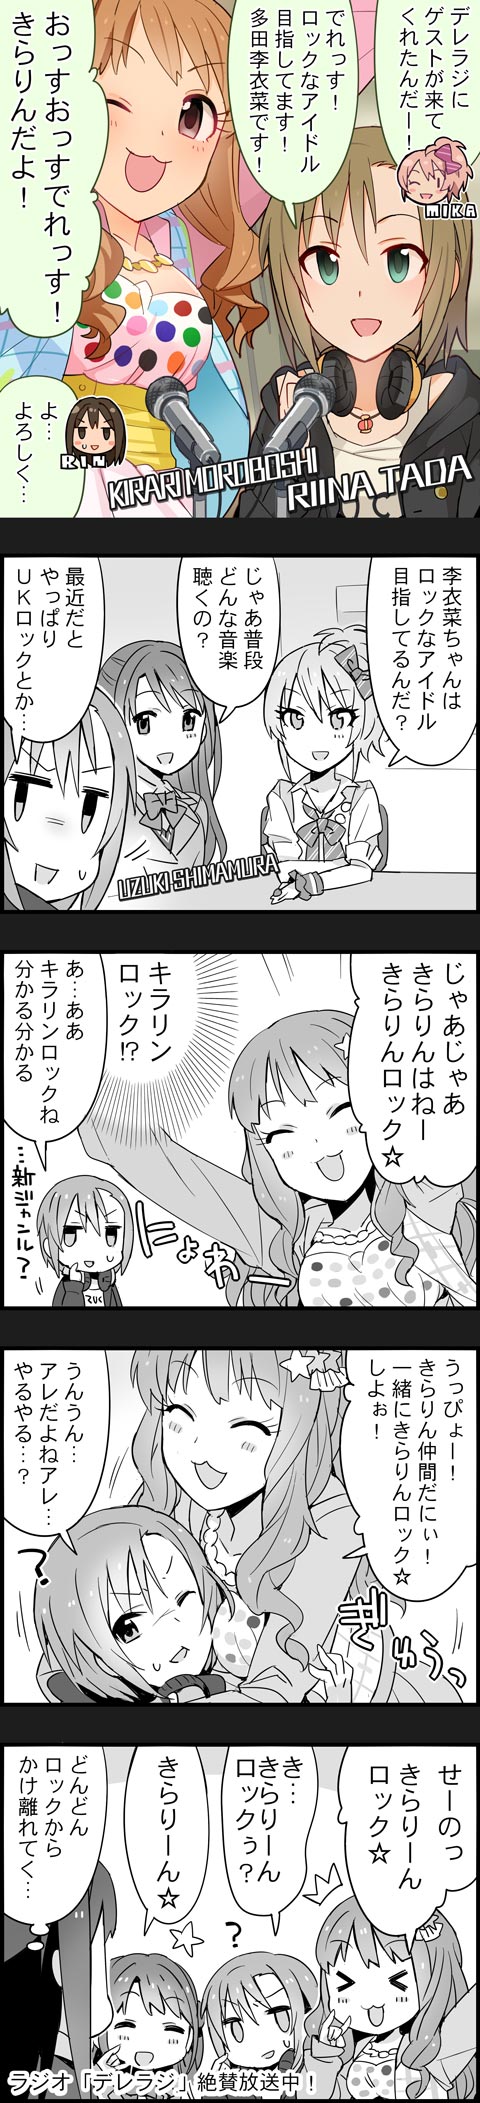 デレラジに
ゲストが来て
くれたんだー！
MIKA
でれっす！
ロックなアイドル
目指してます！
多田李衣菜です！
おっすおっすでれっす！
きらりんだよ！
よ…
よろしく…
RIN
KIRARI MOROBOSHI
RIINA TADA
李衣菜ちゃんは
ロックなアイドル
目指してるんだ？
じゃあ普段
どんな音楽
聴くの？
最近だと
やっぱり
UKロックとか…
UZUKI SHIMAMURA
じゃあじゃあ
きらりんはねー
きらりんロック☆
キラリン
ロック!?
あ…ああ
キラリンロックね
分かる分かる
…新ジャンル？
にょわー
うっぴょー！
きらりん仲間だにぃ！
一緒にきらりんロック☆
しよぉ！
うんうん…
アレだよねアレ…
やるやる…？
?
ぎゅうっ
せーのっ
きらりーん
ロック☆
き…
きらりーん
ロックぅ？
きらりーん☆
どんどん
ロックから
かけ離れてく…
?
ラジオ「デレラジ」絶賛放送中！